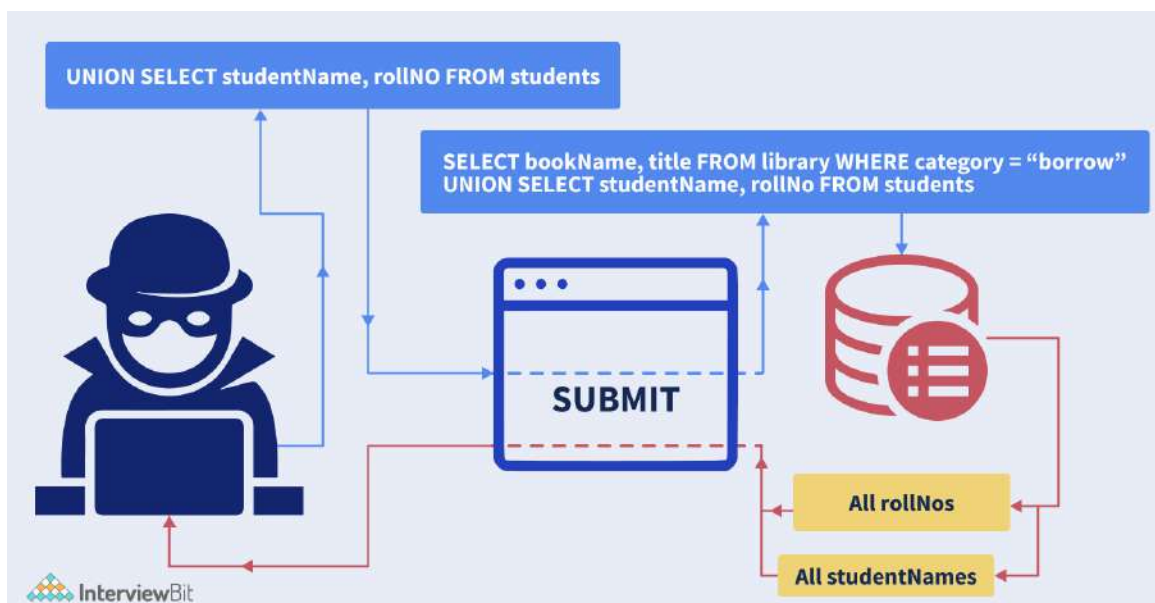 UNION SELECT studentName, rollNO FROM students
SELECT bookName, title FROM library WHERE category = “borrow”
UNION SELECT studentName, rollNo FROM students
SUBMIT
All rollNos
All studentNames
InterviewBit